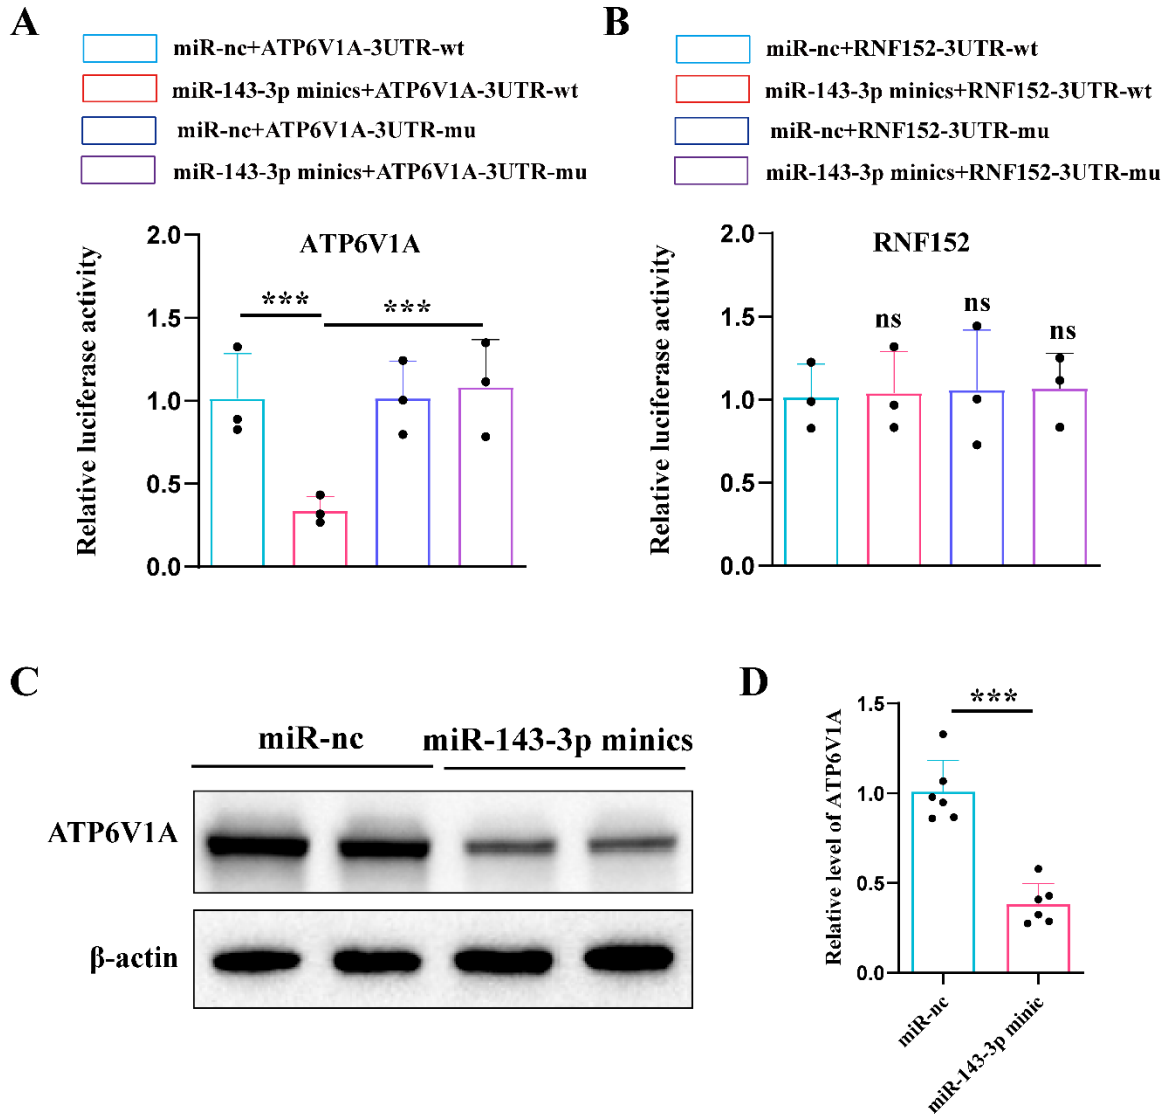 A
miR-nc+ATP6V1A-3UTR-wt
miR-143-3p minics+ATP6V1A-3UTR-wt
miR-nc+ATP6V1A-3UTR-mu
miR-143-3p minics+ATP6V1A-3UTR-mu
ATP6V1A
Relative luciferase activity
2.0
1.5
1.0
0.5
0.0
***
***
B
miR-nc+RNF152-3UTR-wt
miR-143-3p minics+RNF152-3UTR-wt
miR-nc+RNF152-3UTR-mu
miR-143-3p minics+RNF152-3UTR-mu
RNF152
Relative luciferase activity
2.0
1.5
1.0
0.5
0.0
ns
ns
ns
C
miR-nc
miR-143-3p minics
ATP6V1A
β-actin
D
Relative level of ATP6V1A
1.5
1.0
0.5
0.0
***
miR-nc
miR-143-3p minic